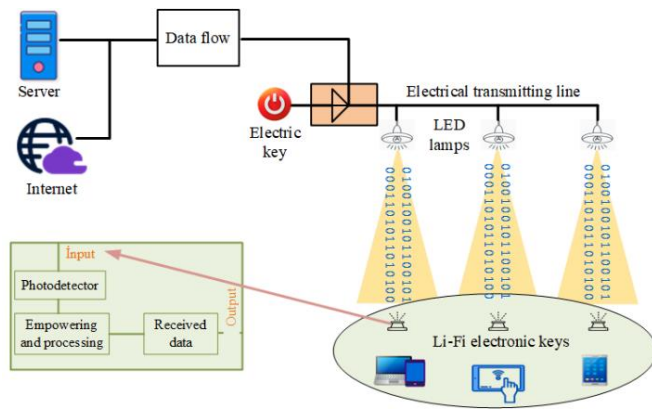 Data flow
Server
Electrical transmitting line
Electric
key
LED
lamps
Internet
İnput
Photodetector
Output
Empowering
and processing
Received
data
Li-Fi electronic keys